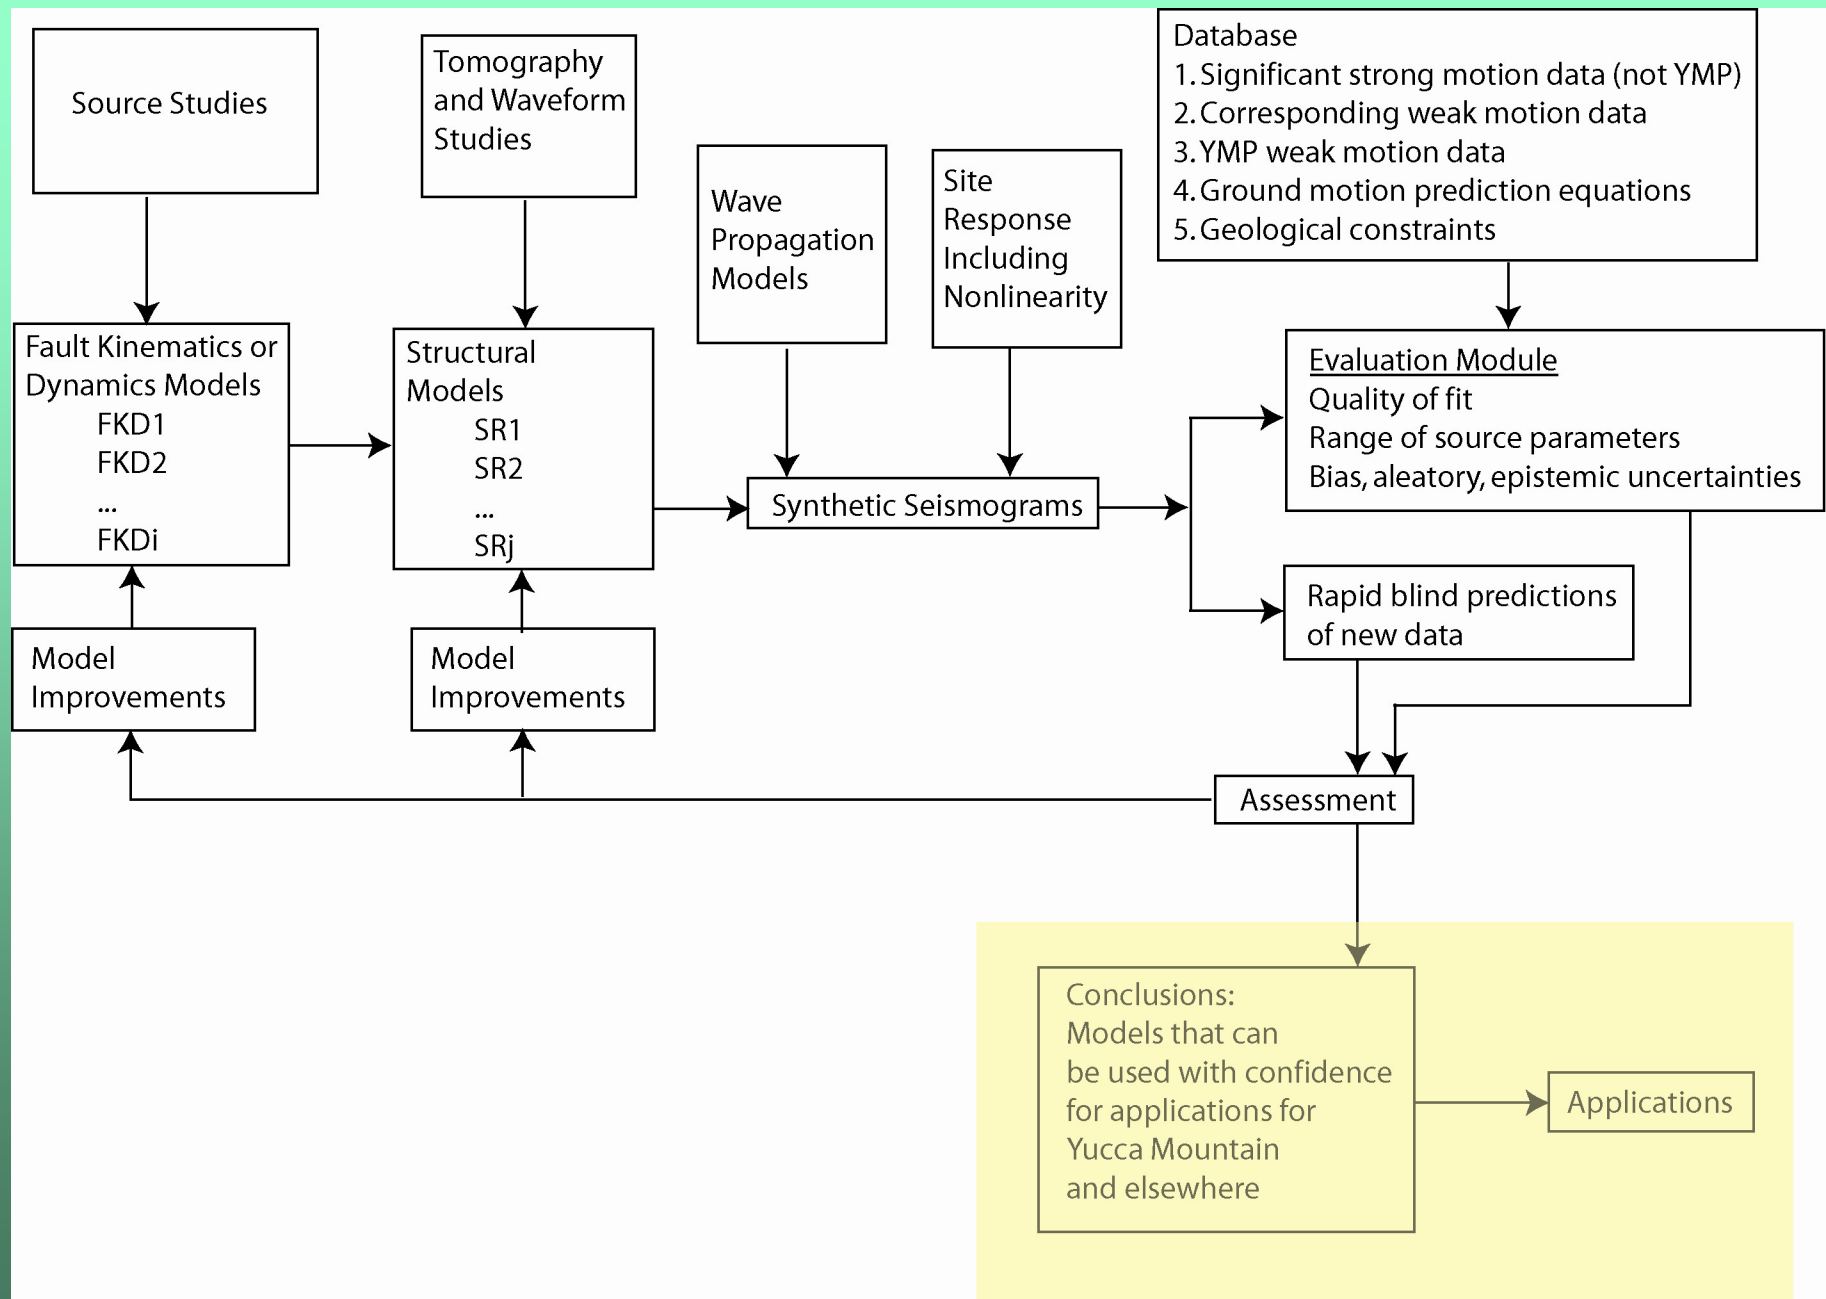 Source Studies
Tomography
and Waveform
Studies
Wave
Propagation
Models
Site
Response
Including
Nonlinearity
Database
1. Significant strong motion data (not YMP)
2. Corresponding weak motion data
3. YMP weak motion data
4. Ground motion prediction equations
5. Geological constraints
Fault Kinematics or
Dynamics Models
FKD1
FKD2
...
FKDi
Structural
Models
SR1
SR2
...
SRj
Synthetic Seismograms
Evaluation Module
Quality of fit
Range of source parameters
Bias, aleatory, epistemic uncertainties
Rapid blind predictions
of new data
Model
Improvements
Model
Improvements
Assessment
Conclusions:
Models that can
be used with confidence
for applications for
Yucca Mountain
and elsewhere
Applications